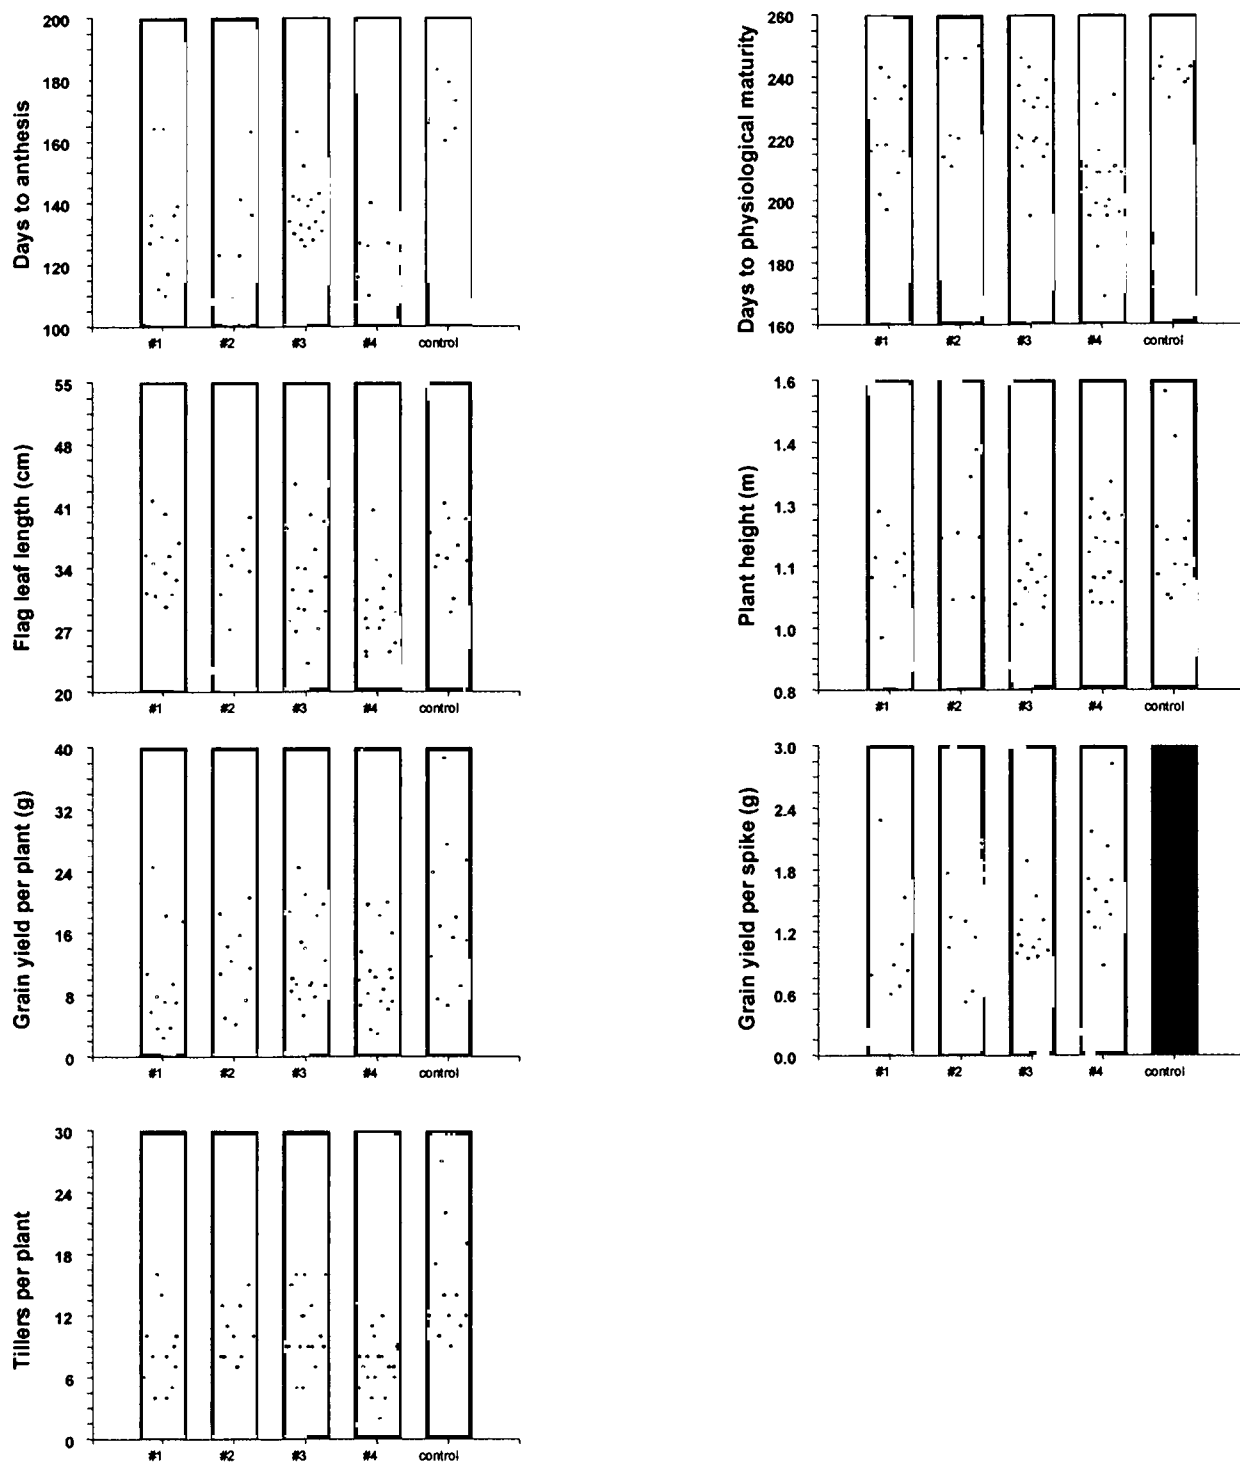 Days to anthesis
200
180
160
120
100
#1 #2 #3 #4 control
Days to physiological maturity
260
240
220
200
180
160
#1 #2 #3 #4 control
Flag leaf length (cm)
55
48
41
34
27
20
#1 #2 #3 #4 control
Plant height (m)
1.6
1.4
1.3
1.1
1.0
0.8
#1 #2 #3 #4 control
Grain yield per plant (g)
40
32
24
16
8
0
#1 #2 #3 #4 control
Grain yield per spike (g)
3.0
2.4
1.8
1.2
0.6
0.0
#1 #2 #3 #4 control
Tillers per plant
30
24
18
12
6
0
#1 #2 #3 #4 control